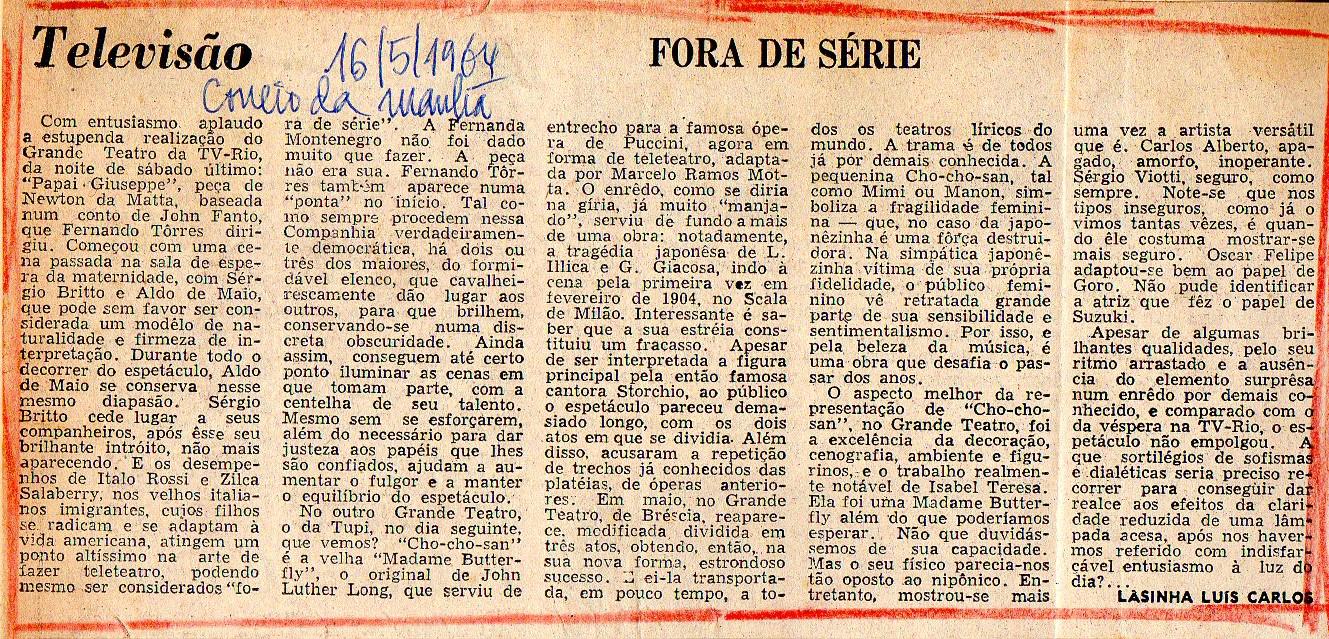 Televisão
16/5/1964
Correio da manhã
FORA DE SÉRIE
Com entusiasmo aplaudo
a estupenda realização do
Grande Teatro da TV-Rio,
da noite de sábado último:
"Papai Giuseppe", peça de
Newton da Matta, baseada
num conto de John Fanto,
que Fernando Tôrres diri-
giu. Começou com uma ce-
na passada na sala de espe-
ra da maternidade, com Sér-
gio Britto e Aldo de Maio,
que pode sem favor ser con-
siderada um modêlo de na-
turalidade e firmeza de in-
terpretação. Durante todo o
decorrer do espetáculo, Aldo
de Maio se conserva nesse
mesmo diapasão. Sérgio
Britto cede lugar a seus
companheiros, após êsse seu
brilhante intróito, não mais
aparecendo. E os desempe-
nhos de Italo Rossi e Zilca
Salaberry, nos velhos italia-
nos imigrantes, cujos filhos
se radicam e se adaptam à
vida americana, atingem um
ponto altíssimo na arte de
fazer teleteatro, podendo
mesmo ser considerados "fo-
ra de série". A Fernanda
Montenegro não foi dado
muito que fazer. A peça
não era sua. Fernando Tôr-
res também aparece numa
"ponta" no início. Tal co-
mo sempre procedem nessa
Companhia verdadeiramen-
te democrática, há dois ou
três dos maiores, do formi-
dável elenco, que cavalhei-
rescamente dão lugar aos
outros, para que brilhem,
conservando-se numa dis-
creta obscuridade. Ainda
assim, conseguem até certo
ponto iluminar as cenas em
que tomam parte, com a
centelha de seu talento.
Mesmo sem se esforçarem,
além do necessário para dar
justeza aos papéis que lhes
são confiados, ajudam a au-
mentar o fulgor e a manter
o equilíbrio do espetáculo.
No outro Grande Teatro,
o da Tupi, no dia seguinte,
que vemos? "Cho-cho-san"
é a velha "Madame Butter-
fly", o original de John
Luther Long, que serviu de
entrecho para a famosa ópe-
ra de Puccini, agora em
forma de teleteatro, adapta-
da por Marcelo Ramos Mot-
ta. O enrêdo, como se diria
na gíria, já muito "manja-
do", serviu de fundo a mais
de uma obra: notadamente,
a tragédia japonêsa de L.
Illica e G. Giacosa, indo à
cena pela primeira vez em
fevereiro de 1904, no Scala
de Milão. Interessante é sa-
ber que a sua estréia cons-
tituiu um fracasso. Apesar
de ser interpretada a figura
principal pela então famosa
cantora Storchio, ao público
o espetáculo pareceu dema-
siado longo, com os dois
atos em que se dividia. Além
disso, acusaram a repetição
de trechos já conhecidos das
platéias, de óperas anterio-
res. Em maio, no Grande
Teatro, de Bréscia, reapare-
ce, modificada dividida em
três atos, obtendo, então, na
sua nova forma, estrondoso
sucesso. E ei-la transporta-
da, em pouco tempo, a to-
dos os teatros líricos do
mundo. A trama é de todos
já por demais conhecida. A
pequenina Cho-cho-san, tal
como Mimi ou Manon, sim-
boliza a fragilidade femini-
na — que, no caso da japo-
nêzinha é uma fôrça destrui-
dora. Na simpática japonê-
zinha vítima de sua própria
fidelidade, o público femi-
nino vê retratada grande
parte de sua sensibilidade e
sentimentalismo. Por isso, e
pela beleza da música, é
uma obra que desafia o pas-
sar dos anos.
O aspecto melhor da re-
presentação de "Cho-cho-
san", no Grande Teatro, foi
a excelência da decoração,
cenografia, ambiente e figu-
rinos, e o trabalho realmen-
te notável de Isabel Teresa.
Ela foi uma Madame Butter-
fly além do que poderíamos
esperar. Não que duvidás-
semos de sua capacidade.
Mas o seu físico parecia-nos
tão oposto ao nipônico. En-
tretanto, mostrou-se mais
uma vez a artista versátil
que é. Carlos Alberto, apa-
gado, amorfo, inoperante.
Sérgio Viotti, seguro, como
sempre. Note-se que nos
tipos inseguros, como já o
vimos tantas vêzes, é quan-
do êle costuma mostrar-se
mais seguro. Oscar Felipe
adaptou-se bem ao papel de
Goro. Não pude identificar
a atriz que fêz o papel de
Suzuki.
Apesar de algumas bri-
lhantes qualidades, pelo seu
ritmo arrastado e a ausên-
cia do elemento surprêsa
num enrêdo por demais co-
nhecido, e comparado com o
da véspera na TV-Rio, o es-
petáculo não empolgou. A
que sortilégios de sofismas
e dialéticas seria preciso re-
correr para conseguir dar
realce aos efeitos da clari-
dade reduzida de uma lâm-
pada acesa, após nos haver-
mos referido com indisfar-
çável entusiasmo à luz do
dia?...
LASINHA LUÍS CARLOS